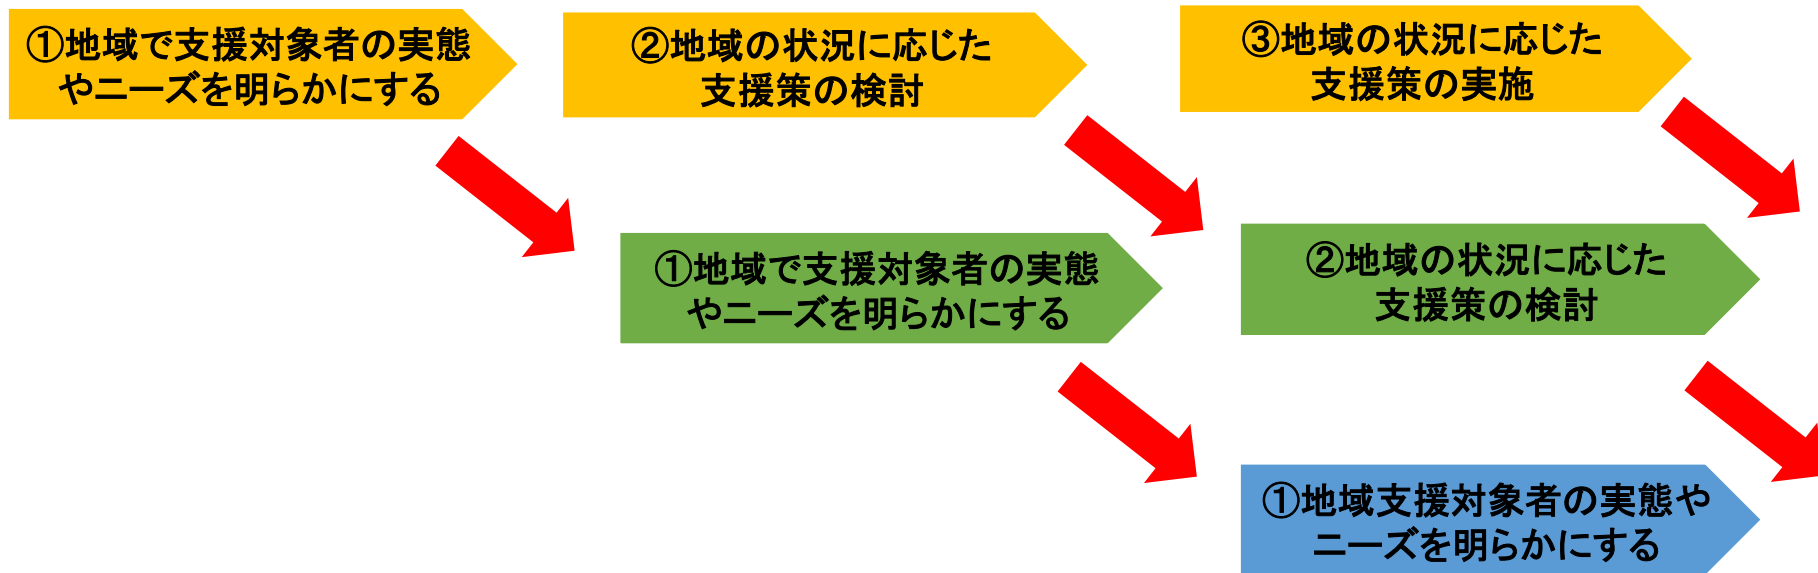 ①地域で支援対象者の実態
やニーズを明らかにする
②地域の状況に応じた
支援策の検討
③地域の状況に応じた
支援策の実施
①地域で支援対象者の実態
やニーズを明らかにする
②地域の状況に応じた
支援策の検討
①地域支援対象者の実態や
ニーズを明らかにする